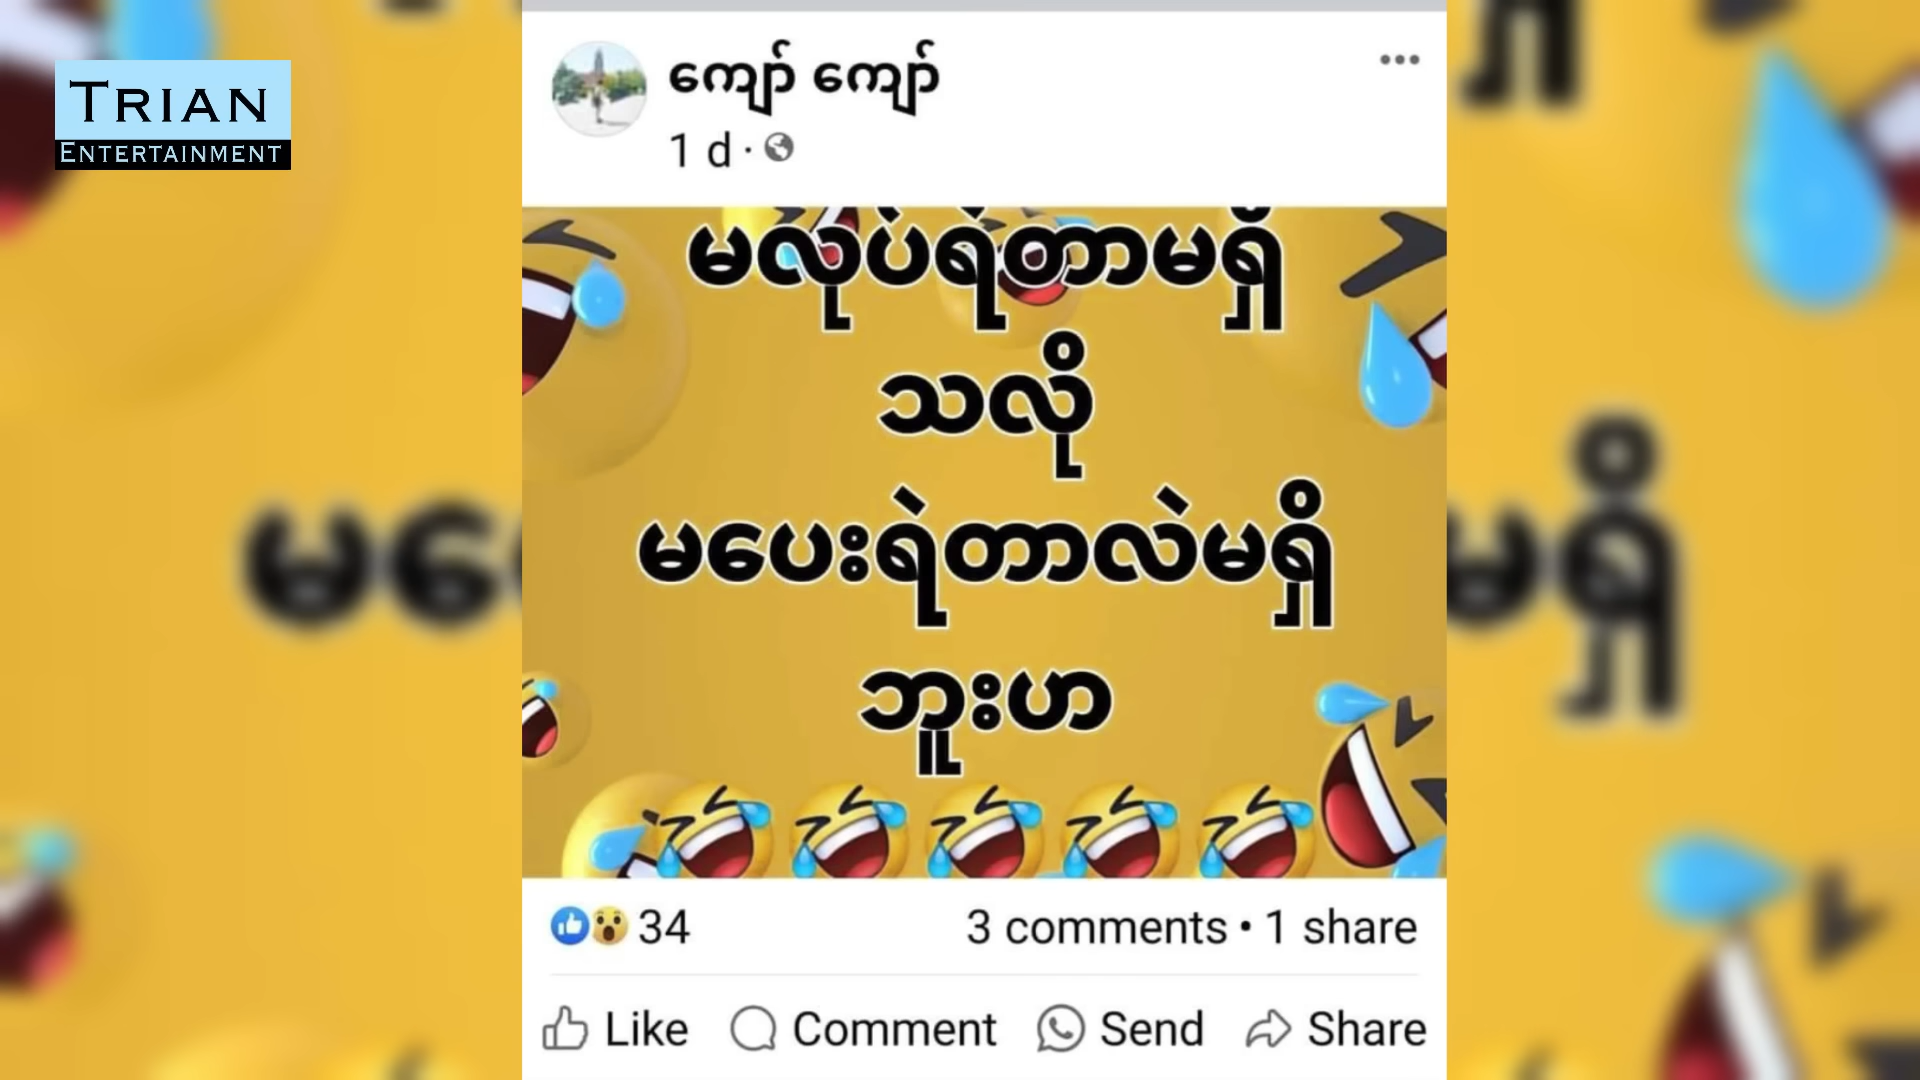 TRIAN
ENTERTAINMENT
ကျော် ကျော်
1 d ·
မလုပ်ရဲတာမရှိ
သလို
မပေးရဲတာလဲမရှိ
ဘူးဟ
34
3 comments • 1 share
Like Comment Send Share